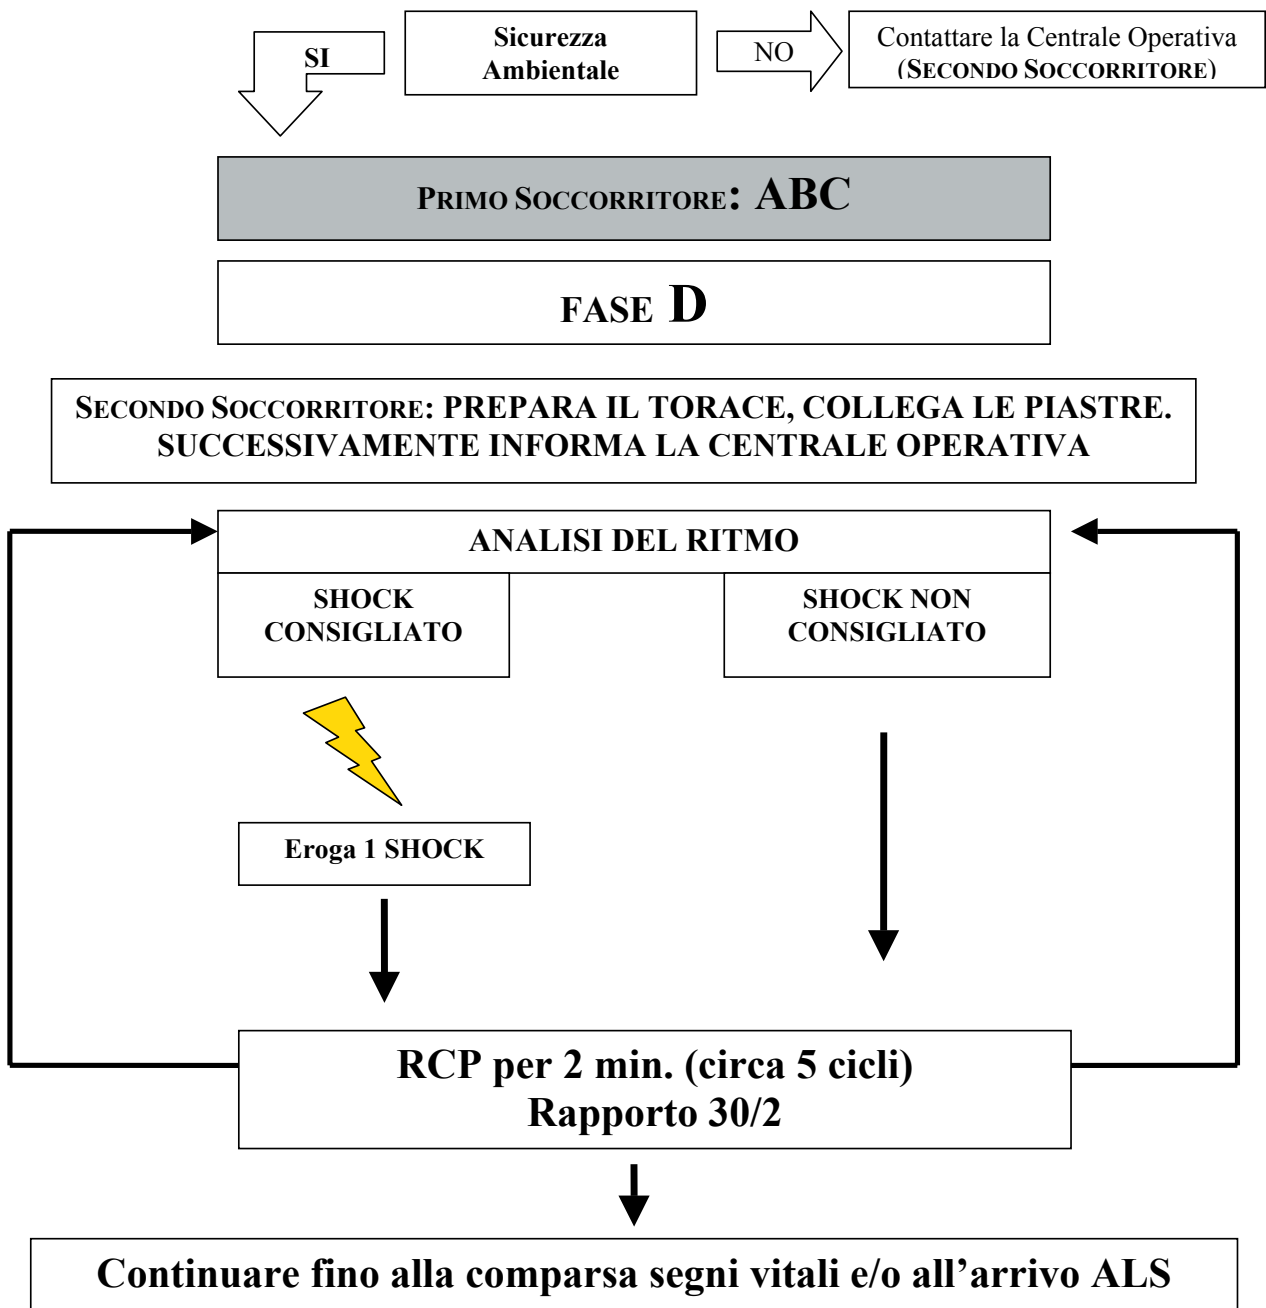 SI
Sicurezza
Ambientale
NO
Contattare la Centrale Operativa
(SECONDO SOCCORRITORE)
PRIMO SOCCORRITORE: ABC
FASE D
SECONDO SOCCORRITORE: PREPARA IL TORACE, COLLEGA LE PIASTRE.
SUCCESSIVAMENTE INFORMA LA CENTRALE OPERATIVA
ANALISI DEL RITMO
SHOCK
CONSIGLIATO
SHOCK NON
CONSIGLIATO
Eroga 1 SHOCK
RCP per 2 min. (circa 5 cicli)
Rapporto 30/2
Continuare fino alla comparsa segni vitali e/o all’arrivo ALS